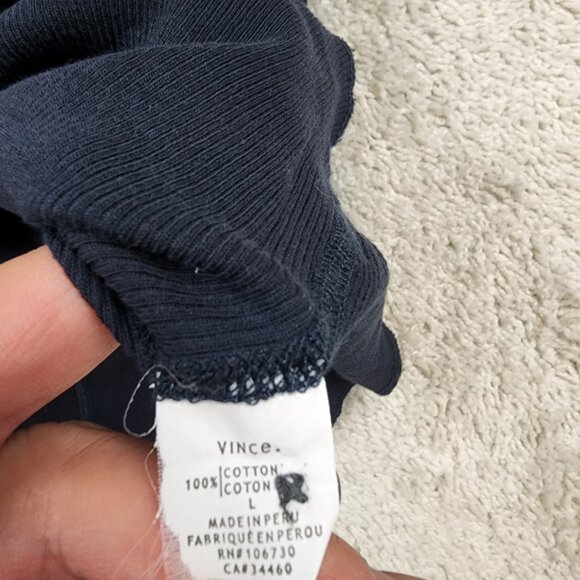 VINCE.
100% COTTON
COTON
L
MADE IN PERU
FABRIQUÉ EN PÉROU
RN#106730
CA#34460